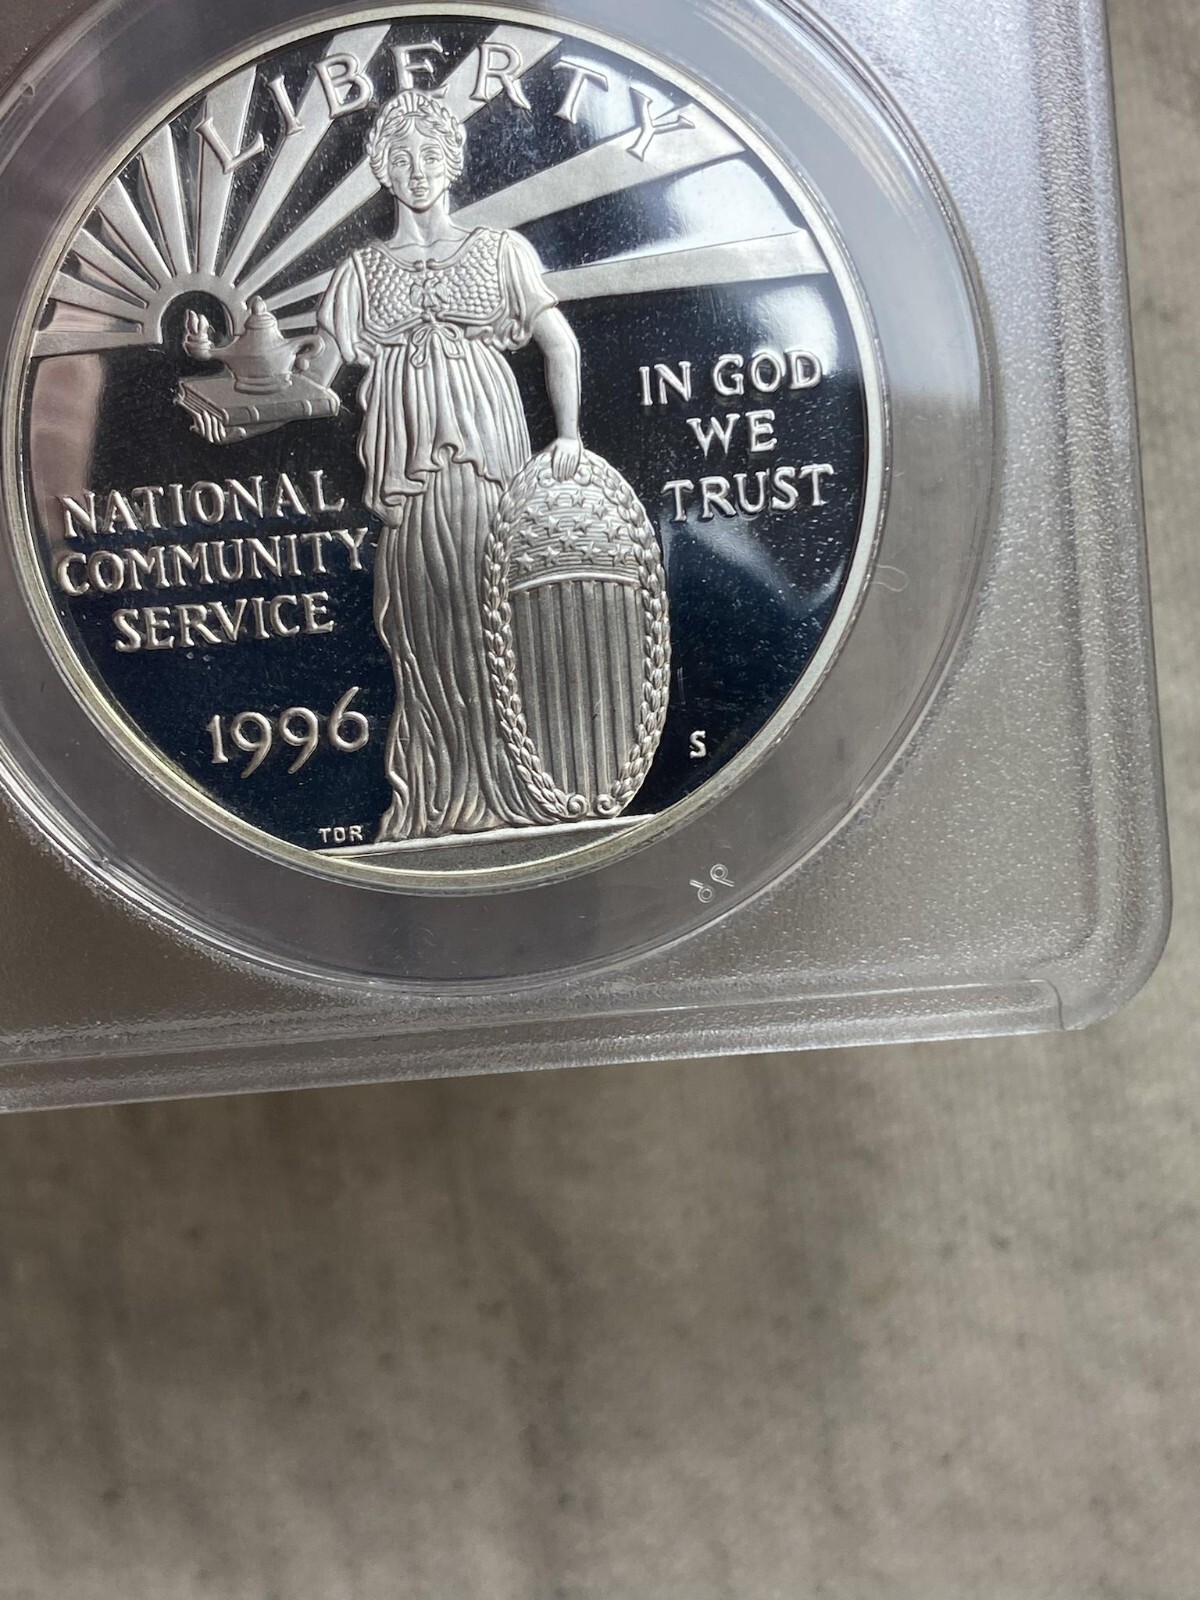 LIBERTY
IN GOD
WE
TRUST
NATIONAL
COMMUNITY
SERVICE
1996
S
TDR